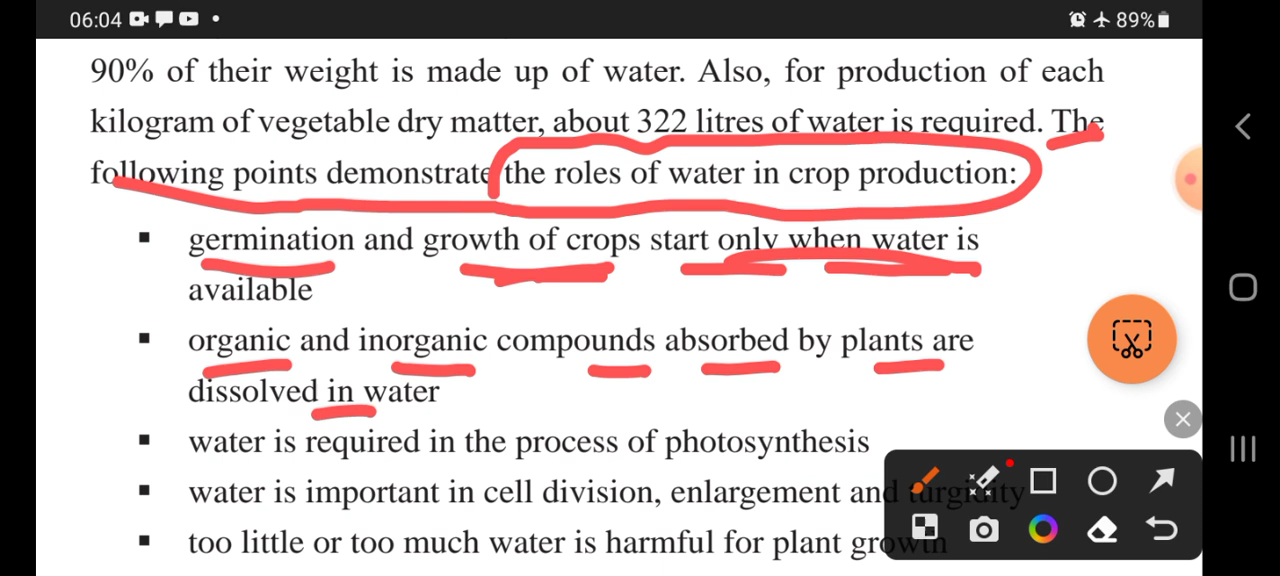 06:04
89%
90% of their weight is made up of water. Also, for production of each
kilogram of vegetable dry matter, about 322 litres of water is required. The
following points demonstrate the roles of water in crop production:
▪ germination and growth of crops start only when water is
available
▪ organic and inorganic compounds absorbed by plants are
dissolved in water
▪ water is required in the process of photosynthesis
▪ water is important in cell division, enlargement and turgidity
▪ too little or too much water is harmful for plant growth